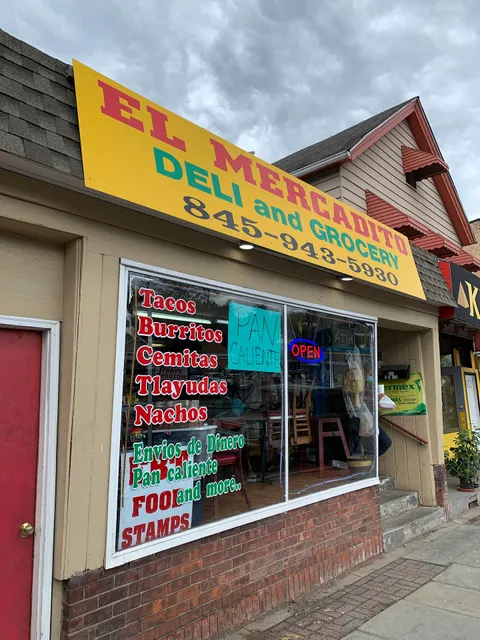 EL MERCADITO
DELI and GROCERY
845-943-5930
Tacos
Burritos
Cemitas
Tlayudas
Nachos
Envios de Dinero
Pan caliente
and more..
PAN
CALIENTE
OPEN
ATM
FOOD
STAMPS
K